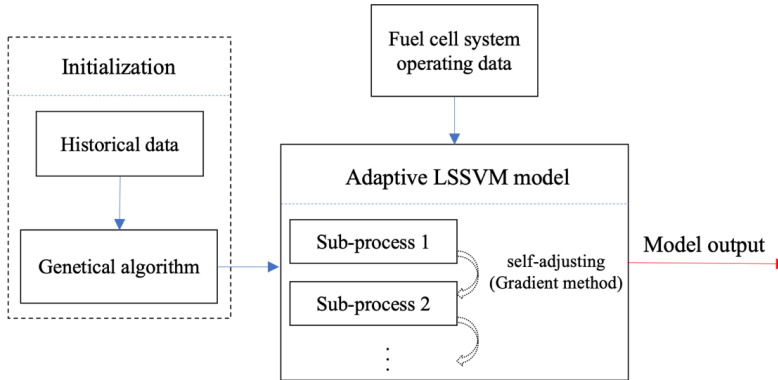 Fuel cell system
operating data
Initialization
Historical data
Genetical algorithm
Adaptive LSSVM model
Sub-process 1
self-adjusting
(Gradient method)
Sub-process 2
⋮
Model output